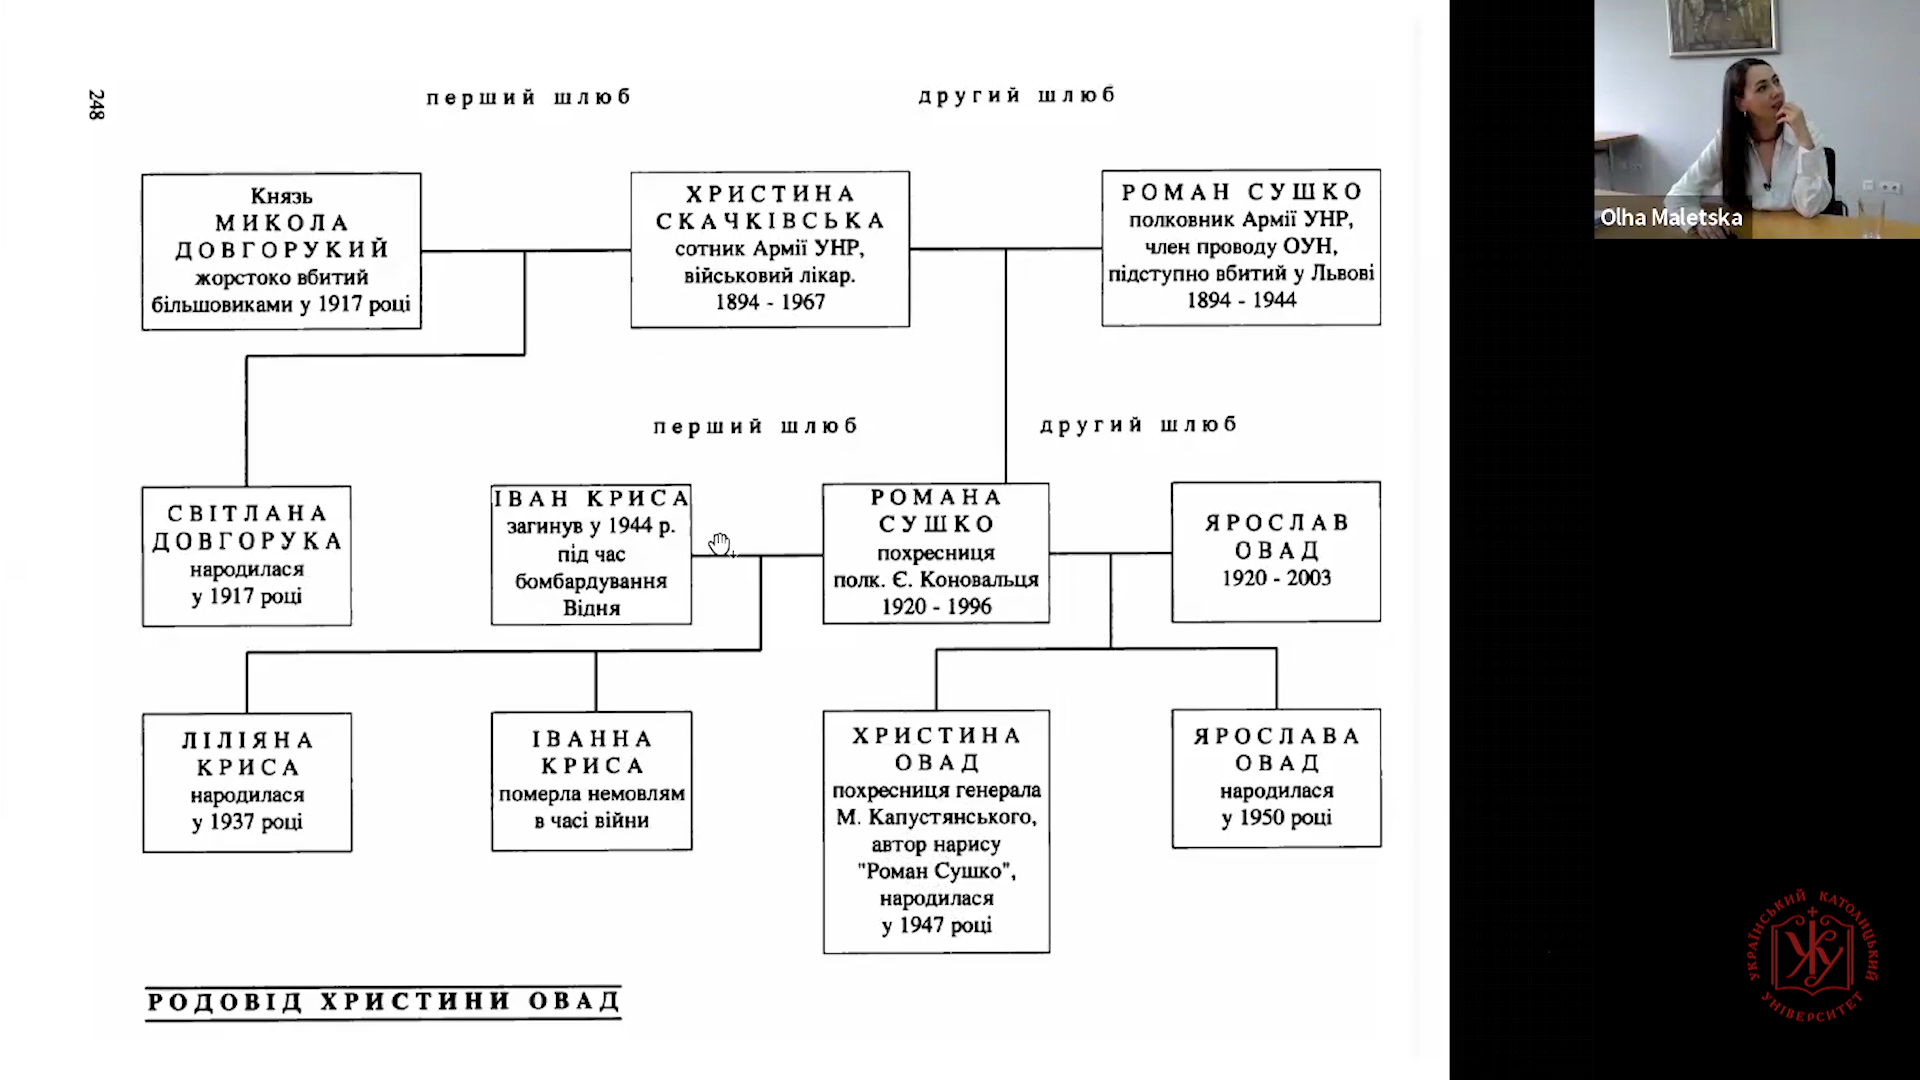 248
перший шлюб
другий шлюб
Князь
МИКОЛА
ДОВГОРУКИЙ
жорстоко вбитий
більшовиками у 1917 році
ХРИСТИНА
СКАЧКІВСЬКА
сотник Армії УНР,
військовий лікар.
1894 - 1967
РОМАН СУШКО
полковник Армії УНР,
член проводу ОУН,
підступно вбитий у Львові
1894 - 1944
перший шлюб
другий шлюб
СВІТЛАНА
ДОВГОРУКА
народилася
у 1917 році
ІВАН КРИСА
загинув у 1944 р.
під час
бомбардування
Відня
РОМАНА
СУШКО
похресниця
полк. Є. Коновальця
1920 - 1996
ЯРОСЛАВ
ОВАД
1920 - 2003
ЛІЛІЯНА
КРИСА
народилася
у 1937 році
ІВАННА
КРИСА
померла немовлям
в часі війни
ХРИСТИНА
ОВАД
похресниця генерала
М. Капустянського,
автор нарису
"Роман Сушко",
народилася
у 1947 році
ЯРОСЛАВА
ОВАД
народилася
у 1950 році
РОДОВІД ХРИСТИНИ ОВАД
Olha Maletska
УКРАЇНСЬКИЙ КАТОЛИЦЬКИЙ
УНІВЕРСИТЕТ
УКУ